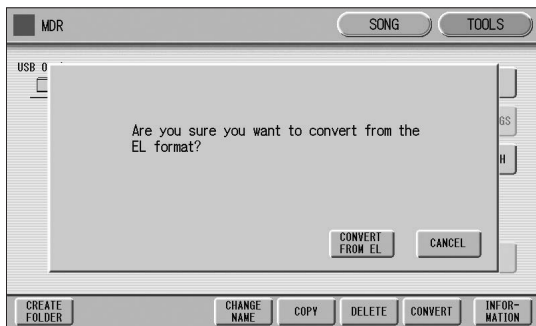 MDR
SONG
TOOLS
USB
GS
H
Are you sure you want to convert from the
EL format?
CONVERT
FROM EL
CANCEL
CREATE
FOLDER
CHANGE
NAME
COPY
DELETE
CONVERT
INFOR-
MATION